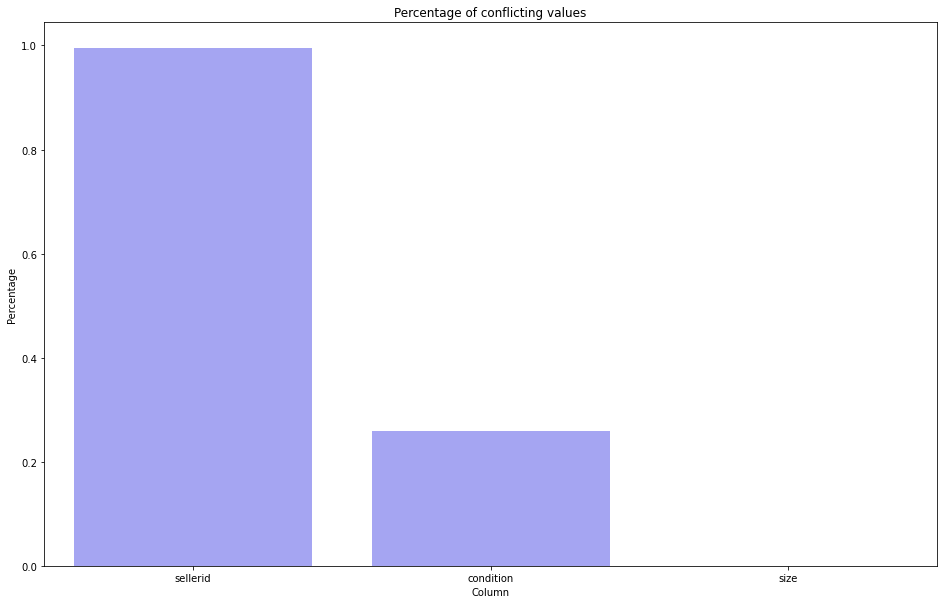 Percentage of conflicting values
Percentage
1.0
0.8
0.6
0.4
0.2
0.0
sellerid condition size
Column